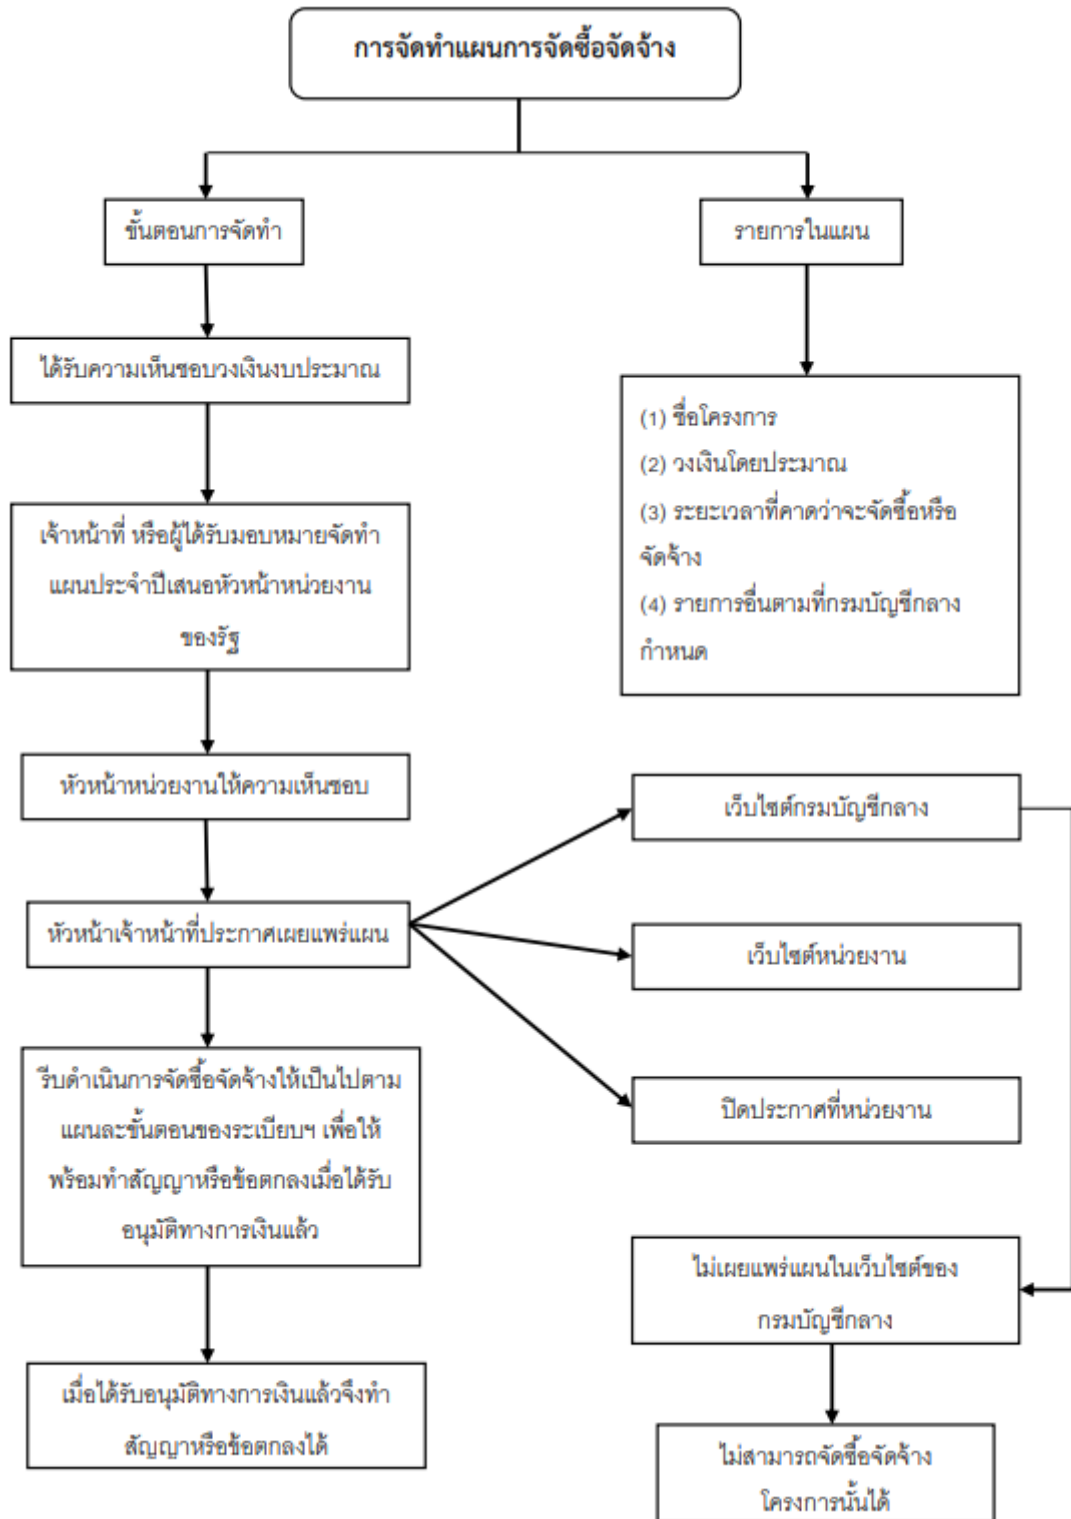 การจัดทำแผนการจัดซื้อจัดจ้าง
ขั้นตอนการจัดทำ
รายการในแผน
ได้รับความเห็นชอบวงเงินงบประมาณ
(1) ชื่อโครงการ
(2) วงเงินโดยประมาณ
(3) ระยะเวลาที่คาดว่าจะจัดซื้อหรือ
จัดจ้าง
(4) รายการอื่นตามที่กรมบัญชีกลาง
กำหนด
เจ้าหน้าที่ หรือผู้ได้รับมอบหมายจัดทำ
แผนประจำปีเสนอหัวหน้าหน่วยงาน
ของรัฐ
หัวหน้าหน่วยงานให้ความเห็นชอบ
หัวหน้าเจ้าหน้าที่ประกาศเผยแพร่แผน
เว็บไซต์กรมบัญชีกลาง
เว็บไซต์หน่วยงาน
ปิดประกาศที่หน่วยงาน
รีบดำเนินการจัดซื้อจัดจ้างให้เป็นไปตาม
แผนละขั้นตอนของระเบียบฯ เพื่อให้
พร้อมทำสัญญาหรือข้อตกลงเมื่อได้รับ
อนุมัติทางการเงินแล้ว
เมื่อได้รับอนุมัติทางการเงินแล้วจึงทำ
สัญญาหรือข้อตกลงได้
ไม่เผยแพร่แผนในเว็บไซต์ของ
กรมบัญชีกลาง
ไม่สามารถจัดซื้อจัดจ้าง
โครงการนั้นได้